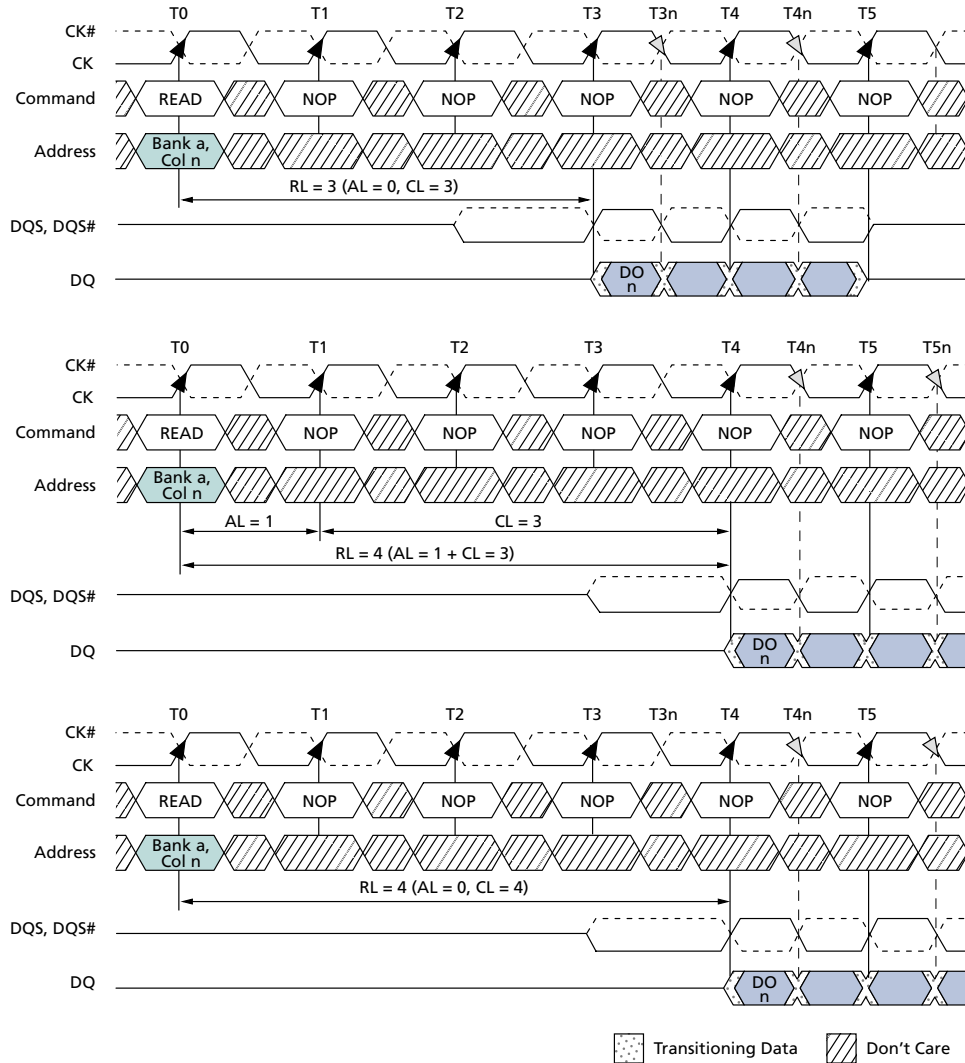 T0 T1 T2 T3 T3n T4 T4n T5
CK#
CK
Command READ NOP NOP NOP NOP NOP
Address Bank a,
Col n
RL = 3 (AL = 0, CL = 3)
DQS, DQS#
DQ DO
n
T0 T1 T2 T3 T4 T4n T5 T5n
CK#
CK
Command READ NOP NOP NOP NOP NOP
Address Bank a,
Col n
AL = 1 CL = 3
RL = 4 (AL = 1 + CL = 3)
DQS, DQS#
DQ DO
n
T0 T1 T2 T3 T3n T4 T4n T5
CK#
CK
Command READ NOP NOP NOP NOP NOP
Address Bank a,
Col n
RL = 4 (AL = 0, CL = 4)
DQS, DQS#
DQ DO
n
Transitioning Data Don't Care